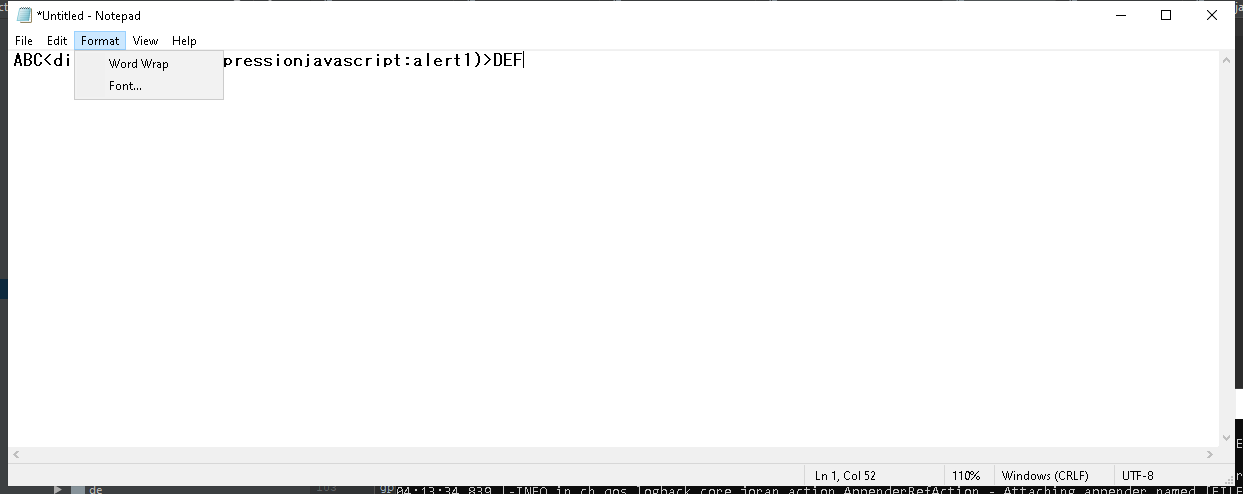 *Untitled - Notepad
File Edit Format View Help
ABC<di pressionjavascript:alert1)>DEF
Word Wrap
Font...
Ln 1, Col 52 110% Windows (CRLF) UTF-8
de
04:13:34,839 |-INFO in ch.qos.logback.core.joran.action.AppenderRefAction - Attaching appender named [FILE